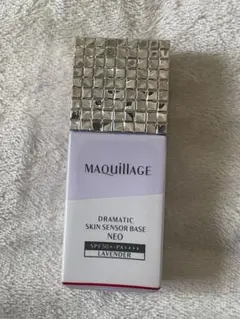 MAQuillAGE
DRAMATIC
SKIN SENSOR BASE
NEO
SPF50+・PA++++
LAVENDER